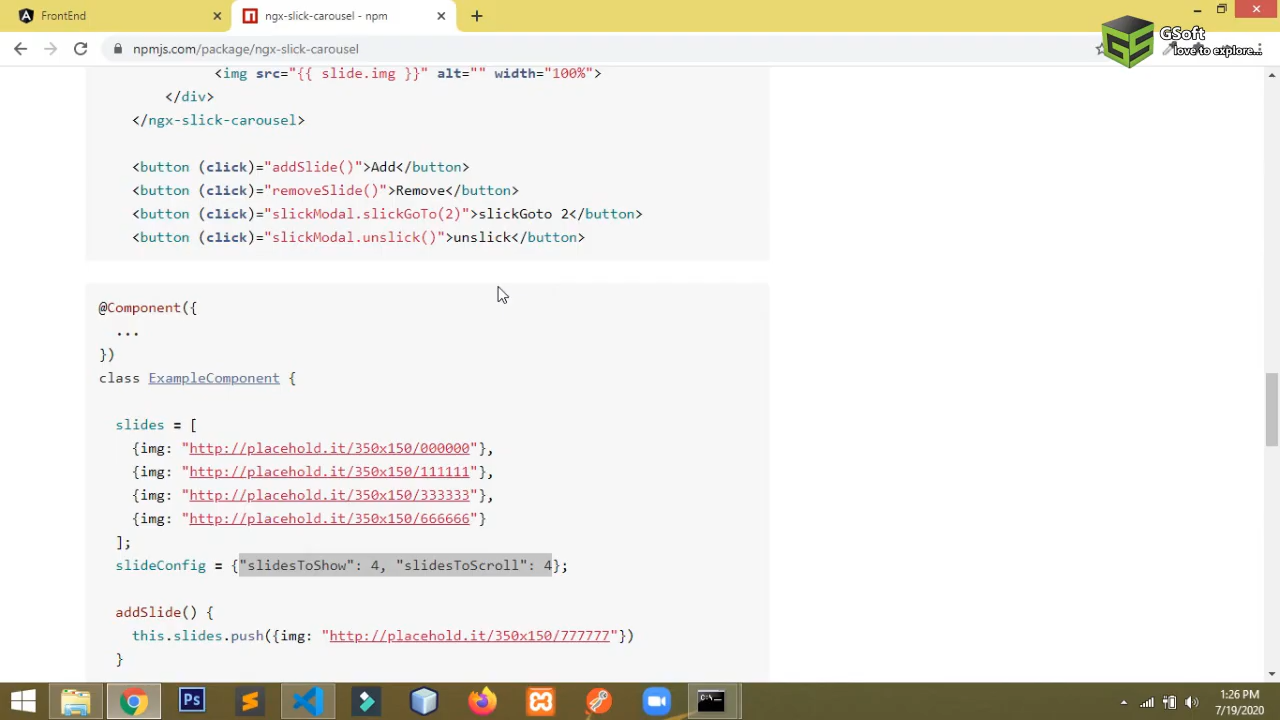 FrontEnd
ngx-slick-carousel - npm
npmjs.com/package/ngx-slick-carousel
GSoft
love to explore...
<img src="{{ slide.img }}" alt="" width="100%">
</div>
</ngx-slick-carousel>
<button (click)="addSlide()">Add</button>
<button (click)="removeSlide()">Remove</button>
<button (click)="slickModal.slickGoTo(2)">slickGoto 2</button>
<button (click)="slickModal.unslick()">unslick</button>
@Component({
...
})
class ExampleComponent {
slides = [
{img: "http://placehold.it/350x150/000000"},
{img: "http://placehold.it/350x150/111111"},
{img: "http://placehold.it/350x150/333333"},
{img: "http://placehold.it/350x150/666666"}
];
slideConfig = {"slidesToShow": 4, "slidesToScroll": 4};
addSlide() {
this.slides.push({img: "http://placehold.it/350x150/777777"})
}
Ps
1:26 PM
7/19/2020